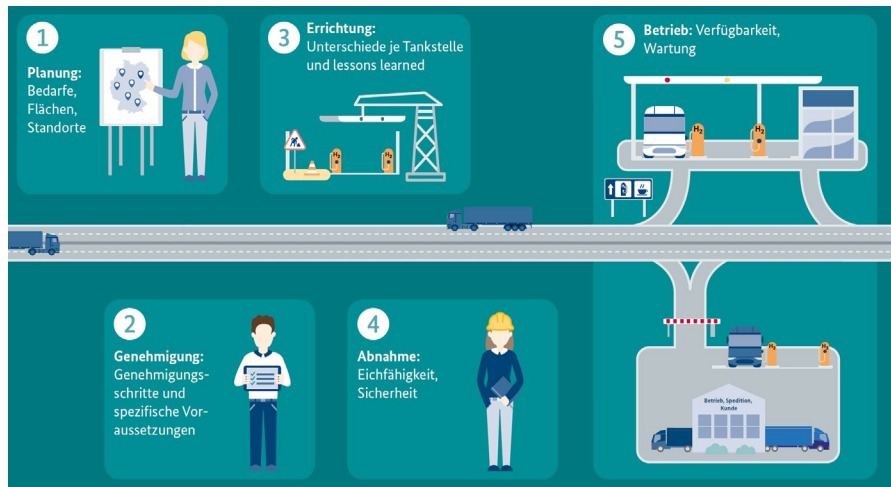 1
Planung:
Bedarfe,
Flächen,
Standorte
2
Genehmigung:
Genehmigungs-
schritte und
spezifische Vor-
aussetzungen
3
Errichtung:
Unterschiede je Tankstelle
und lessons learned
H₂
H₂
4
Abnahme:
Eichfähigkeit,
Sicherheit
5
Betrieb: Verfügbarkeit,
Wartung
H₂
H₂
H₂
H₂
Betrieb, Spedition,
Kunde